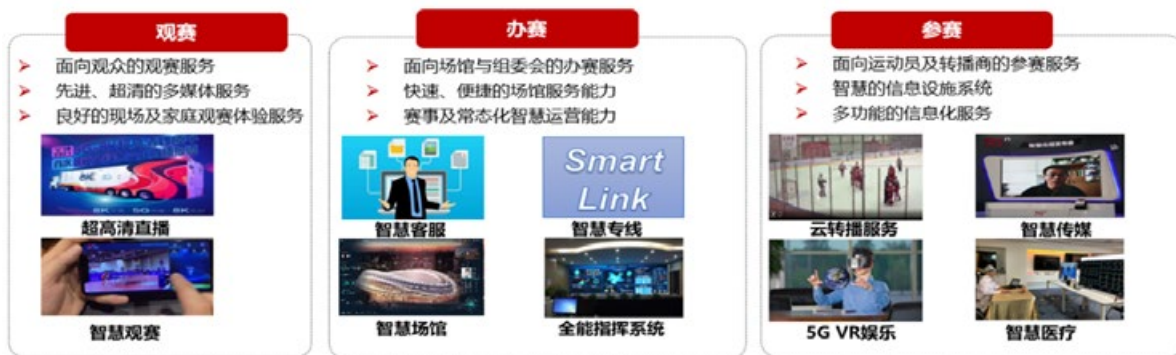 观赛
面向观众的观赛服务
先进、超清的多媒体服务
良好的现场及家庭观赛体验服务
超高清直播
智慧观赛
办赛
面向场馆与组委会的办赛服务
快速、便捷的场馆服务能力
赛事及常态化智慧运营能力
智慧客服
Smart
Link
智慧专线
智慧场馆
全能指挥系统
参赛
面向运动员及转播商的参赛服务
智慧的信息设施系统
多功能的信息化服务
云转播服务
智慧传媒
5G VR娱乐
智慧医疗